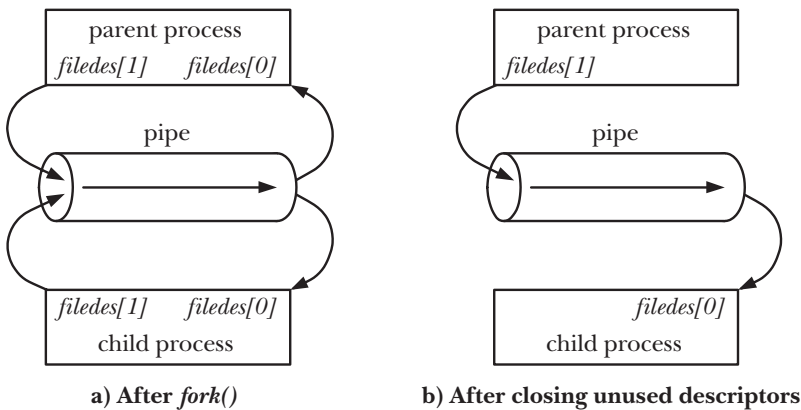 parent process
filedes[1] filedes[0]
pipe
filedes[1] filedes[0]
child process
a) After fork()
parent process
filedes[1]
pipe
filedes[0]
child process
b) After closing unused descriptors